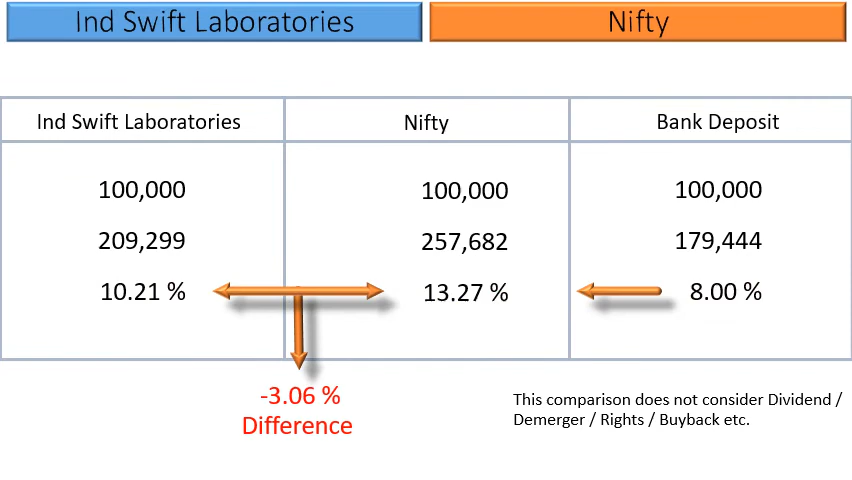 Ind Swift Laboratories
Nifty
Ind Swift Laboratories
Nifty
Bank Deposit
100,000
100,000
100,000
209,299
257,682
179,444
10.21 %
13.27 %
8.00 %
-3.06 %
Difference
This comparison does not consider Dividend /
Demerger / Rights / Buyback etc.